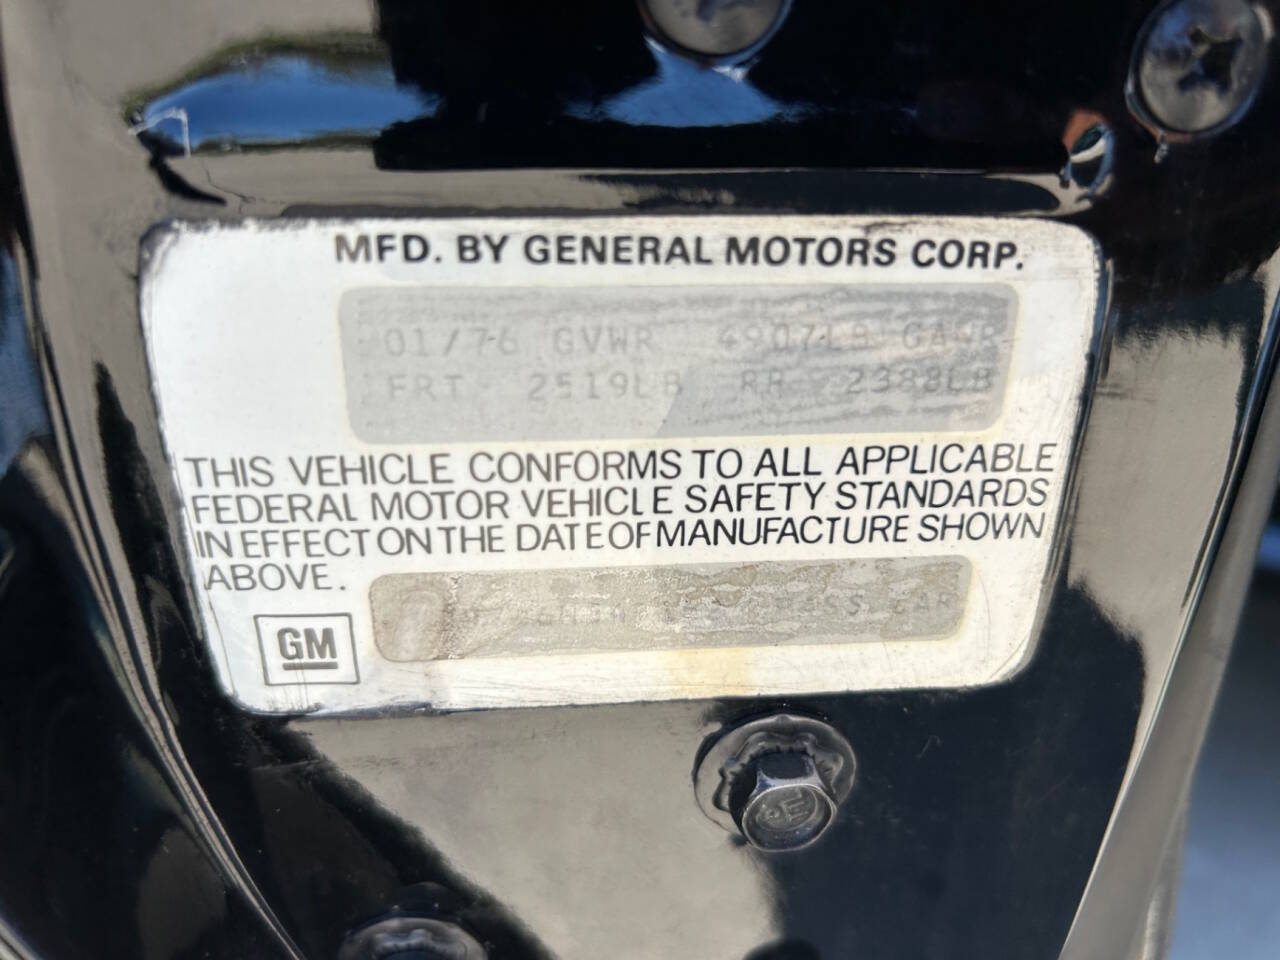 MFD. BY GENERAL MOTORS CORP.
01/76 GVWR 4907LB GAWR
FRT 2519LB RR 2388LB
THIS VEHICLE CONFORMS TO ALL APPLICABLE
FEDERAL MOTOR VEHICLE SAFETY STANDARDS
IN EFFECT ON THE DATE OF MANUFACTURE SHOWN
ABOVE.
GM
PASS CAR